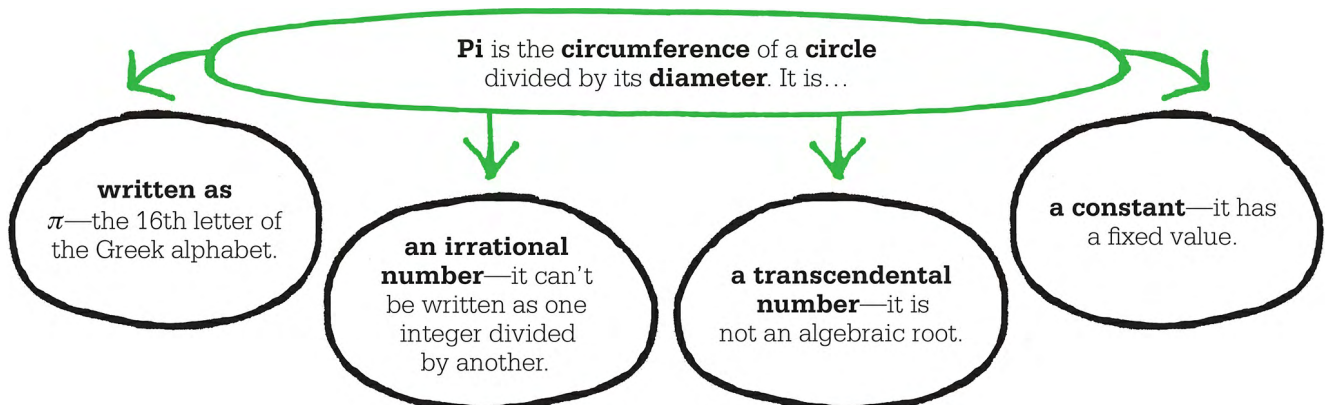 Pi is the circumference of a circle
divided by its diameter. It is…
written as
π—the 16th letter of
the Greek alphabet.
an irrational
number—it can’t
be written as one
integer divided
by another.
a transcendental
number—it is
not an algebraic root.
a constant—it has
a fixed value.